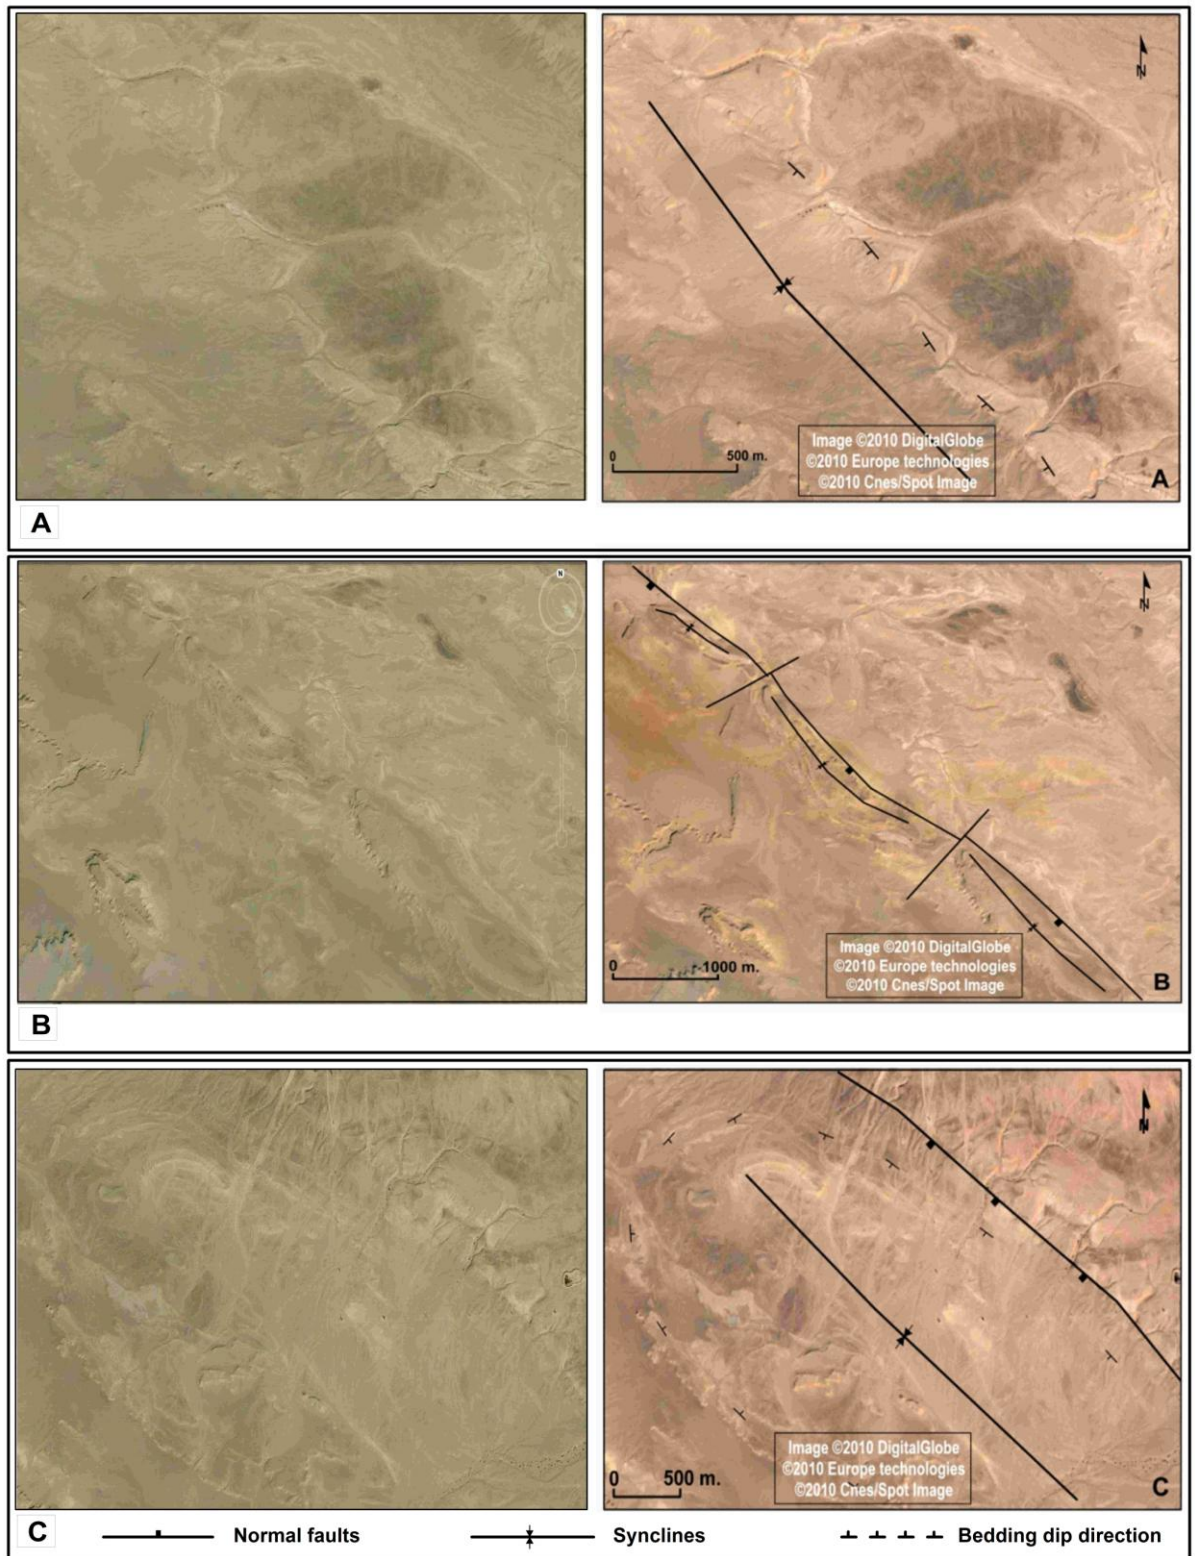 N
0 500 m.
Image ©2010 DigitalGlobe
©2010 Europe technologies
©2010 Cnes/Spot Image
A
A
N
N
0 1000 m.
Image ©2010 DigitalGlobe
©2010 Europe technologies
©2010 Cnes/Spot Image
B
B
N
0 500 m.
Image ©2010 DigitalGlobe
©2010 Europe technologies
©2010 Cnes/Spot Image
C
C
Normal faults Synclines Bedding dip direction